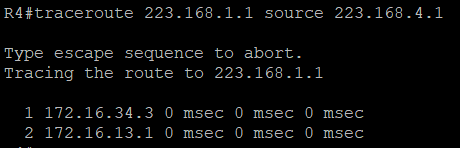 R4#traceroute 223.168.1.1 source 223.168.4.1
Type escape sequence to abort.
Tracing the route to 223.168.1.1
1 172.16.34.3 0 msec 0 msec 0 msec
2 172.16.13.1 0 msec 0 msec 0 msec